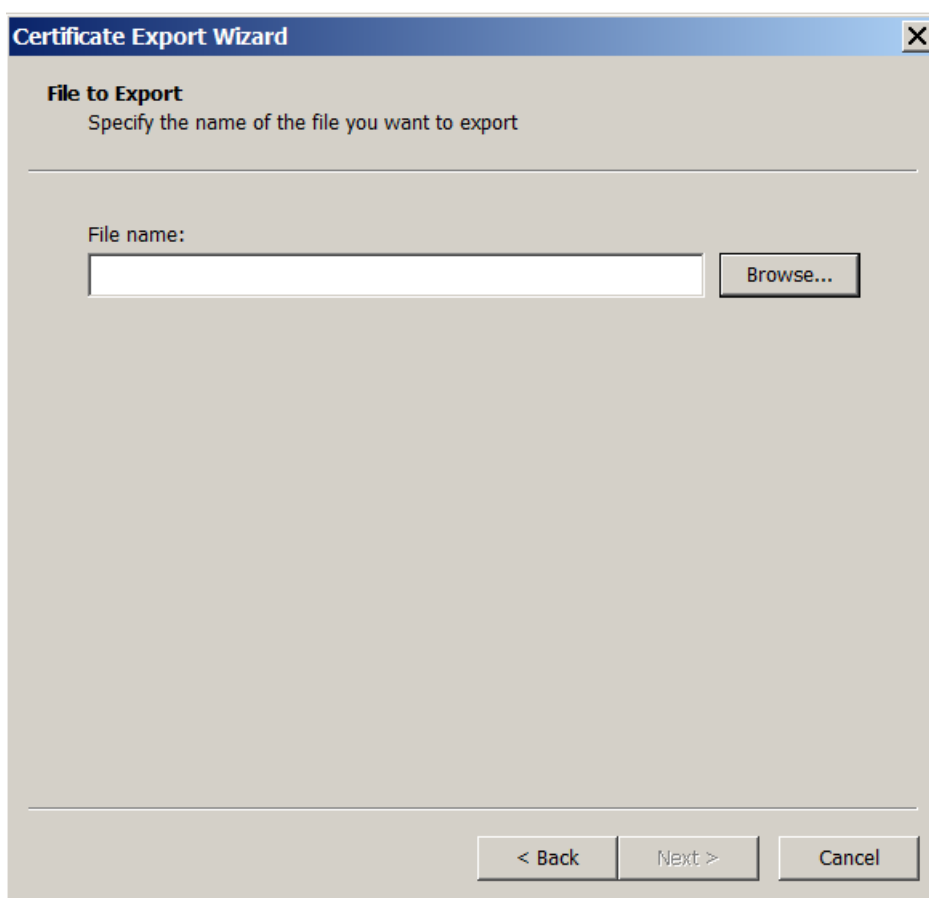 Certificate Export Wizard
File to Export
Specify the name of the file you want to export
File name:
Browse...
< Back
Next >
Cancel